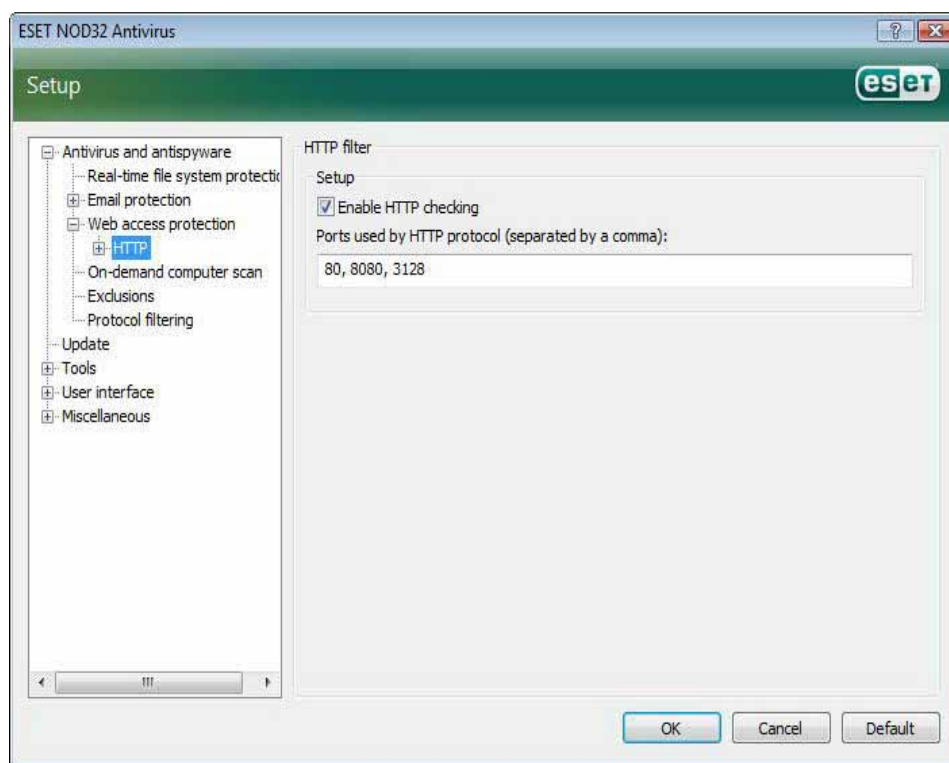 ESET NOD32 Antivirus
?
Setup
eset
Antivirus and antispyware
Real-time file system protectic
Email protection
Web access protection
HTTP
On-demand computer scan
Exclusions
Protocol filtering
Update
Tools
User interface
Miscellaneous
HTTP filter
Setup
Enable HTTP checking
Ports used by HTTP protocol (separated by a comma):
80, 8080, 3128
OK
Cancel
Default